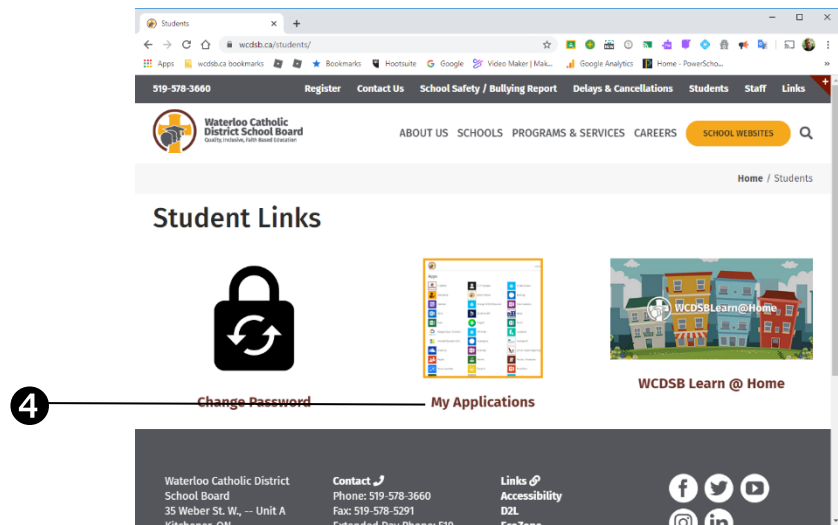 Students
wcdsb.ca/students/
Apps wcdsb.ca bookmarks Bookmarks Hootsuite Google Video Maker | Mak... Google Analytics Home - PowerScho...
519-578-3660 Register Contact Us School Safety / Bullying Report Delays & Cancellations Students Staff Links
Waterloo Catholic
District School Board
Quality, Inclusive, Faith Based Education
ABOUT US SCHOOLS PROGRAMS & SERVICES CAREERS SCHOOL WEBSITES
Home / Students
Student Links
Apps
WCDSBLearn@Home
WCDSB Learn @ Home
4 Change Password My Applications
Waterloo Catholic District
School Board
35 Weber St. W., -- Unit A
Kitchener, ON
Contact
Phone: 519-578-3660
Fax: 519-578-5291
Links
Accessibility
D2L